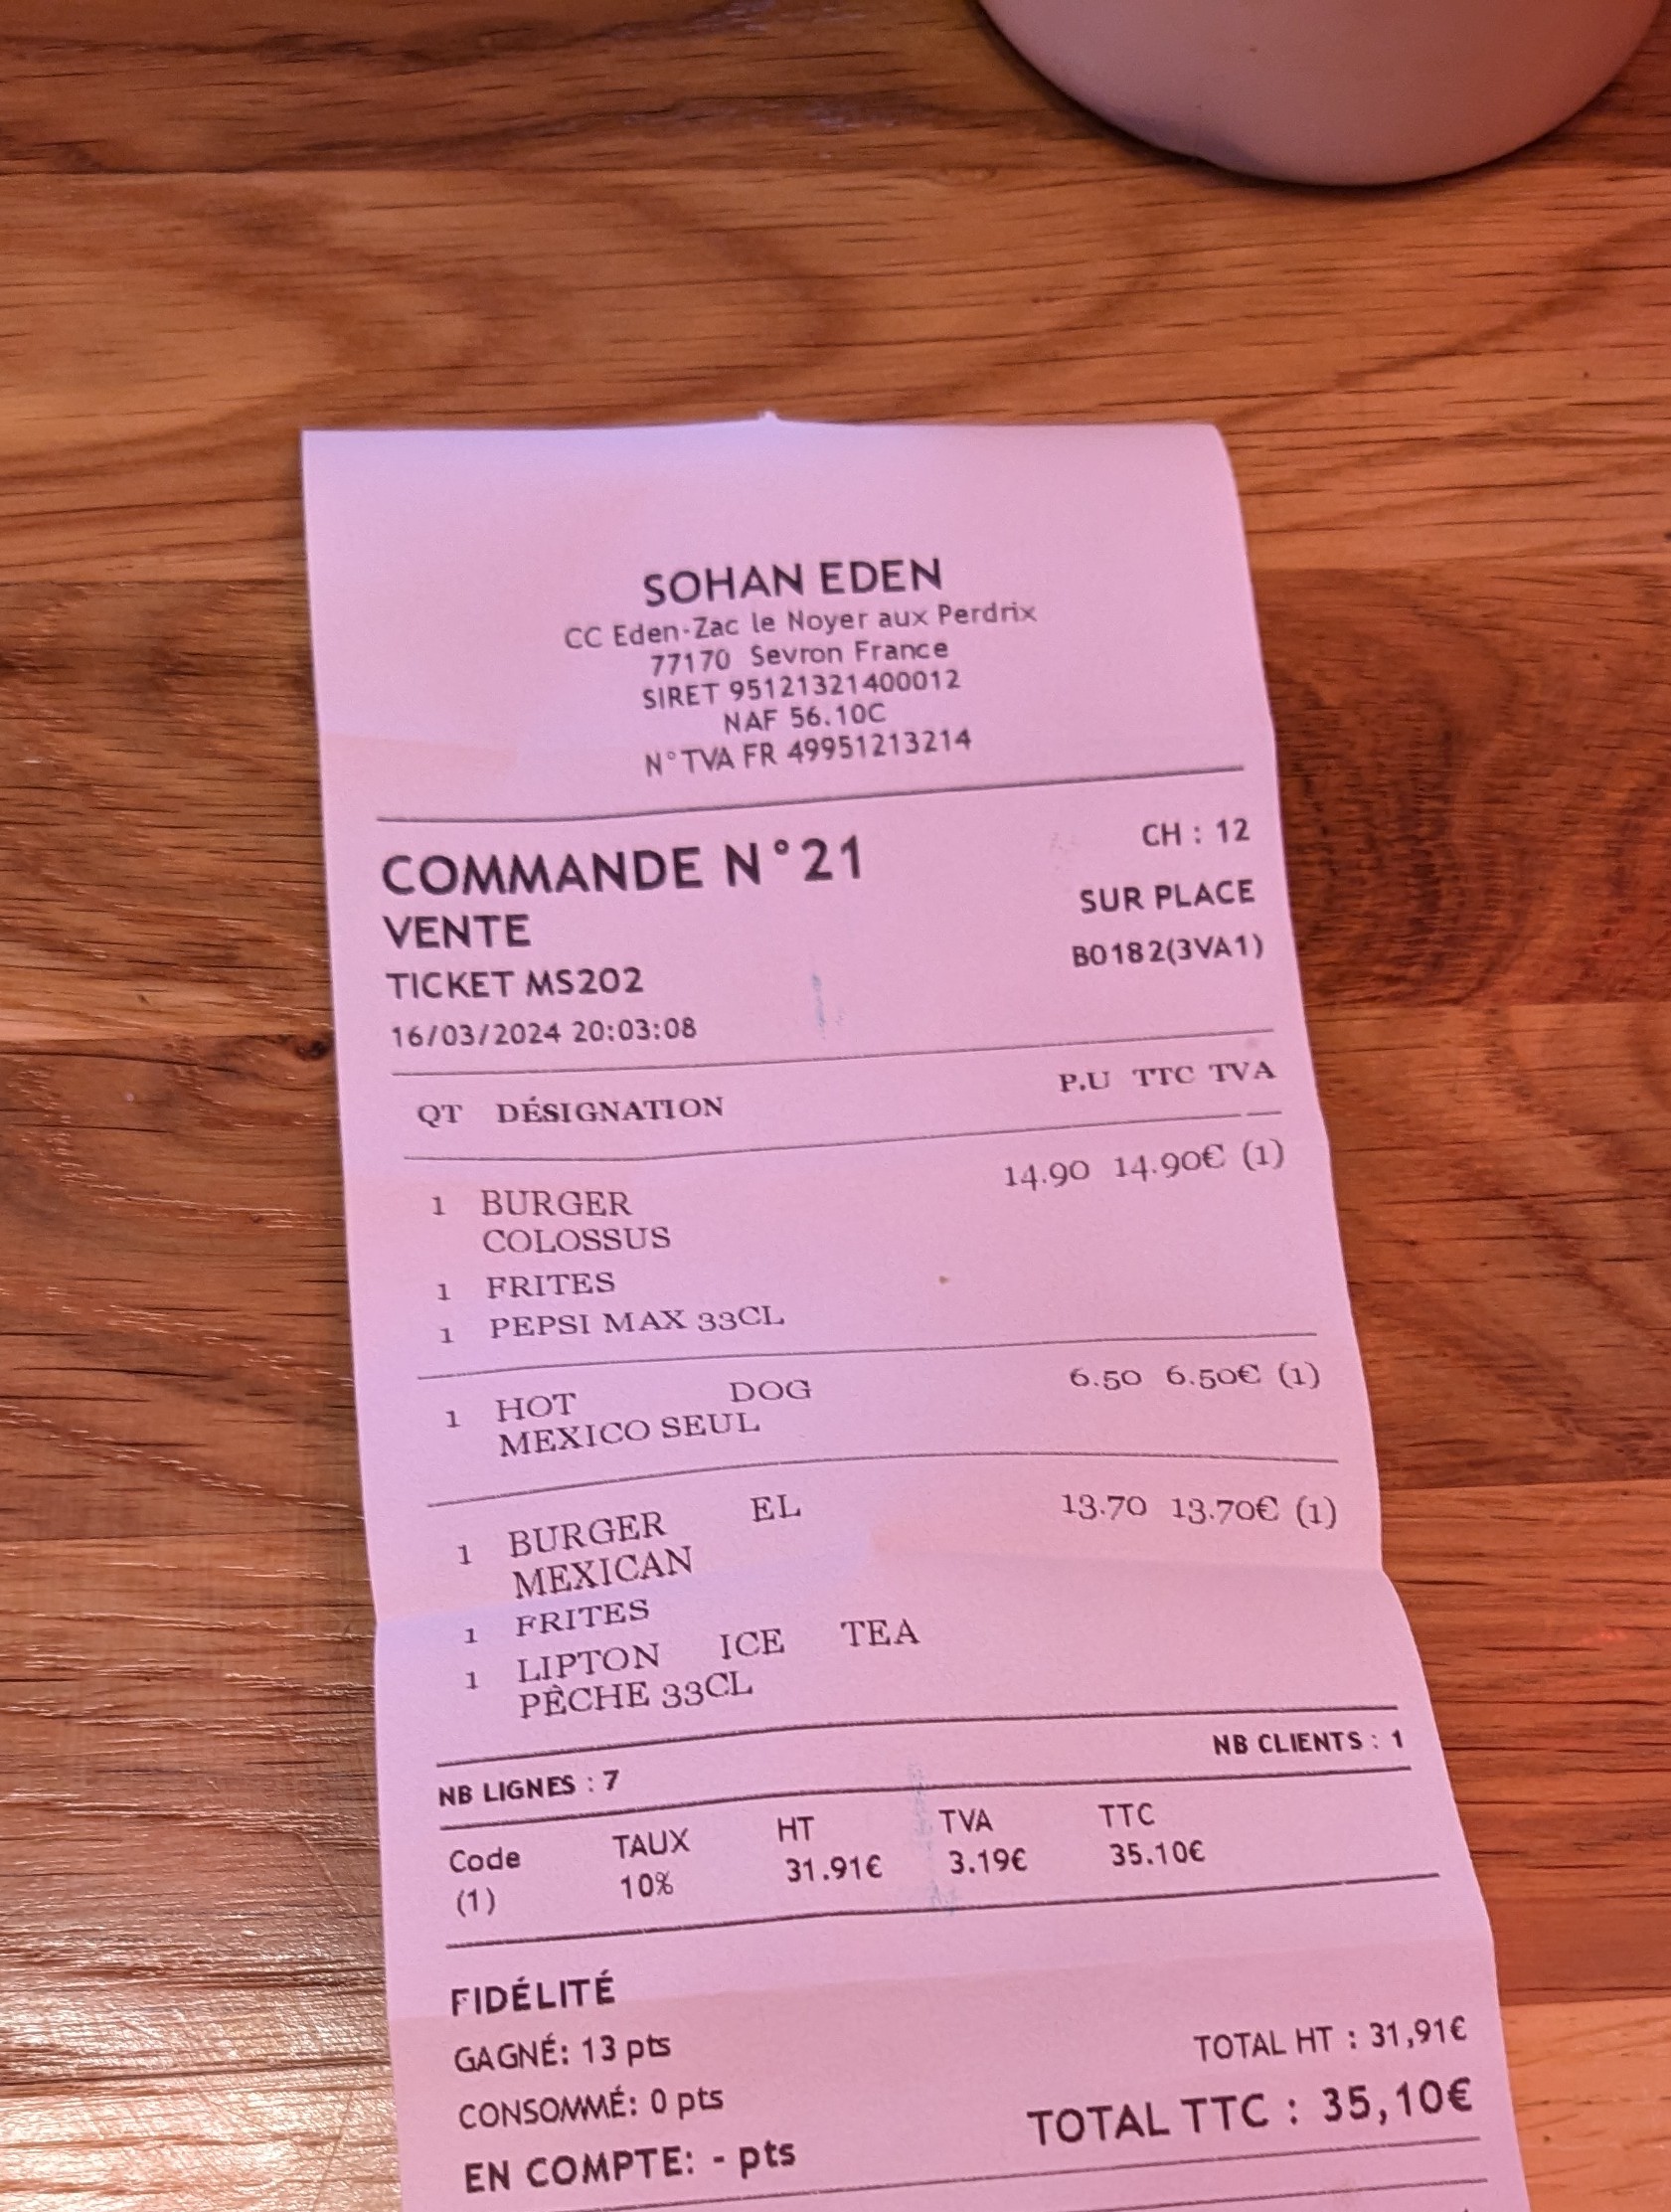 SOHAN EDEN
CC Eden-Zac le Noyer aux Perdrix
77170 Sevron France
SIRET 95121321400012
NAF 56.10C
N°TVA FR 49951213214
COMMANDE N°21
CH : 12
VENTE
SUR PLACE
TICKET MS202
B0182(3VA1)
16/03/2024 20:03:08
QT DÉSIGNATION P.U TTC TVA
1 BURGER 14.90 14.90€ (1)
COLOSSUS
1 FRITES
1 PEPSI MAX 33CL
1 HOT DOG 6.50 6.50€ (1)
MEXICO SEUL
1 BURGER EL 13.70 13.70€ (1)
MEXICAN
1 FRITES
1 LIPTON ICE TEA
PÊCHE 33CL
NB LIGNES : 7 NB CLIENTS : 1
Code TAUX HT TVA TTC
(1) 10% 31.91€ 3.19€ 35.10€
FIDÉLITÉ
GAGNÉ: 13 pts TOTAL HT : 31,91€
CONSOMMÉ: 0 pts TOTAL TTC : 35,10€
EN COMPTE: - pts